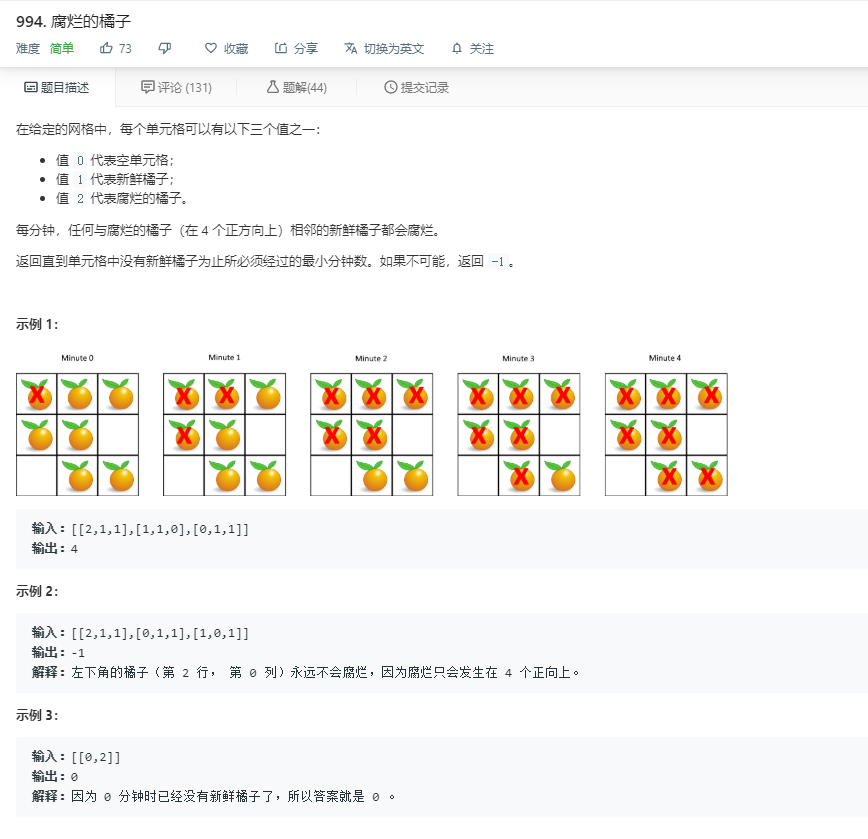 994. 腐烂的橘子
难度 简单 73 收藏 分享 切换为英文 关注
题目描述 评论 (131) 题解(44) 提交记录
在给定的网格中，每个单元格可以有以下三个值之一：
值 0 代表空单元格；
值 1 代表新鲜橘子；
值 2 代表腐烂的橘子。
每分钟，任何与腐烂的橘子（在 4 个正方向上）相邻的新鲜橘子都会腐烂。
返回直到单元格中没有新鲜橘子为止所必须经过的最小分钟数。如果不可能，返回 -1 。
示例 1：
Minute 0 Minute 1 Minute 2 Minute 3 Minute 4
输入：[[2,1,1],[1,1,0],[0,1,1]]
输出：4
示例 2：
输入：[[2,1,1],[0,1,1],[1,0,1]]
输出：-1
解释：左下角的橘子（第 2 行， 第 0 列）永远不会腐烂，因为腐烂只会发生在 4 个正向上。
示例 3：
输入：[[0,2]]
输出：0
解释：因为 0 分钟时已经没有新鲜橘子了，所以答案就是 0 。